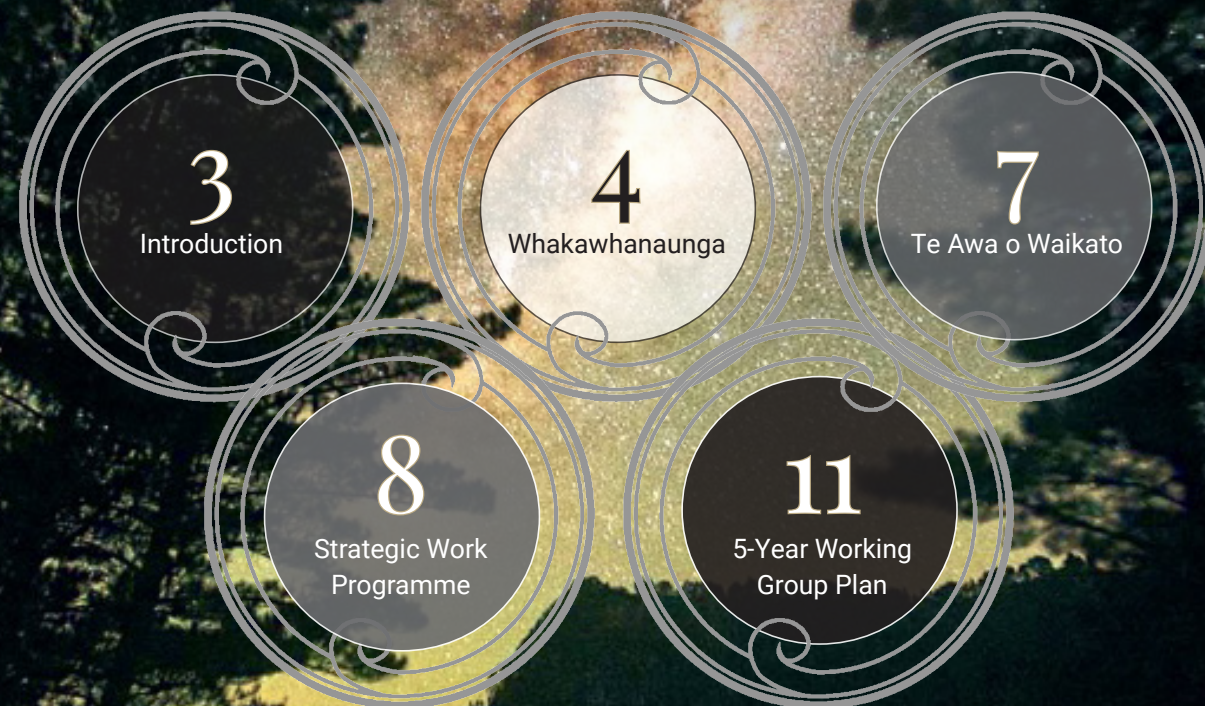 3
Introduction
4
Whakawhanaunga
7
Te Awa o Waikato
8
Strategic Work
Programme
11
5-Year Working
Group Plan